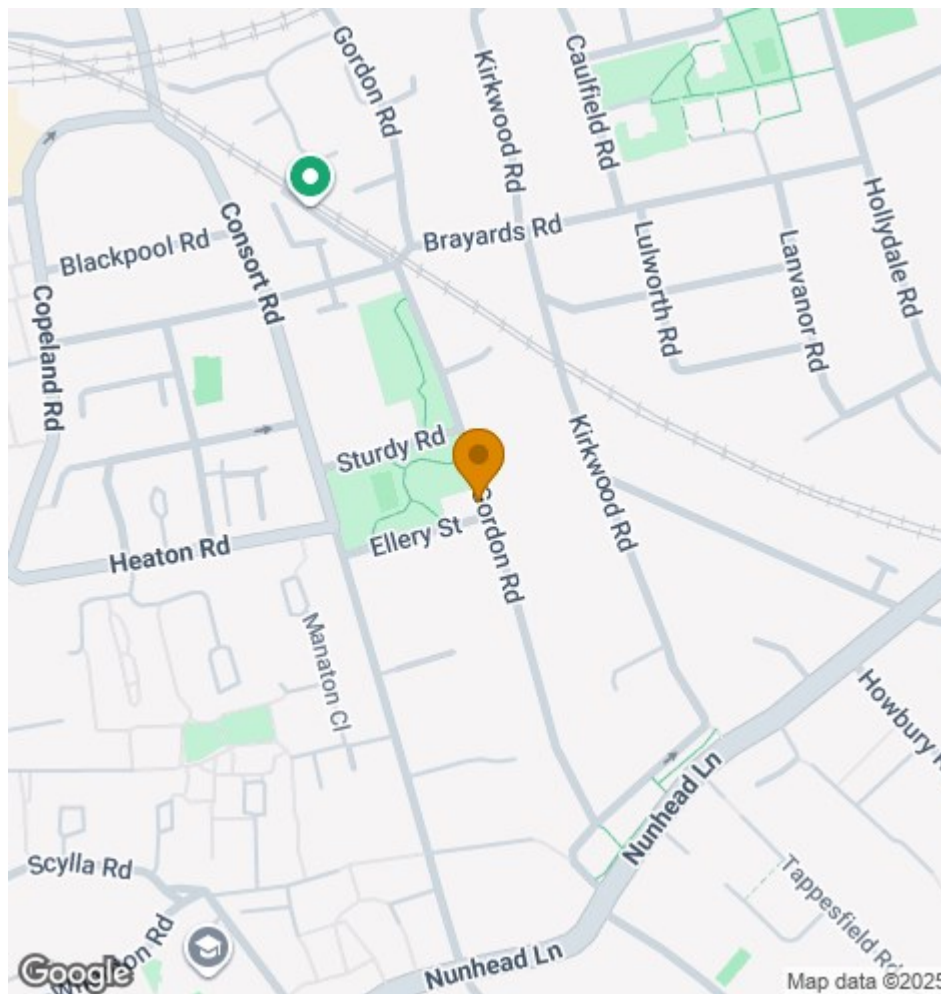 Gordon Rd
Kirkwood Rd
Caulfield Rd
Hollydale Rd
Brayards Rd
Blackpool Rd
Consort Rd
Lulworth Rd
Lanvanor Rd
Copeland Rd
Sturdy Rd
Kirkwood Rd
Gordon Rd
Ellery St
Heaton Rd
Manaton Cl
Howbury
Nunhead Ln
Scylla Rd
Tappesfield Rd
Rd
Nunhead Ln
Google
Map data ©2025